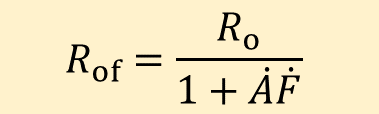 R_of = R_o / (1 + ȦḞ)